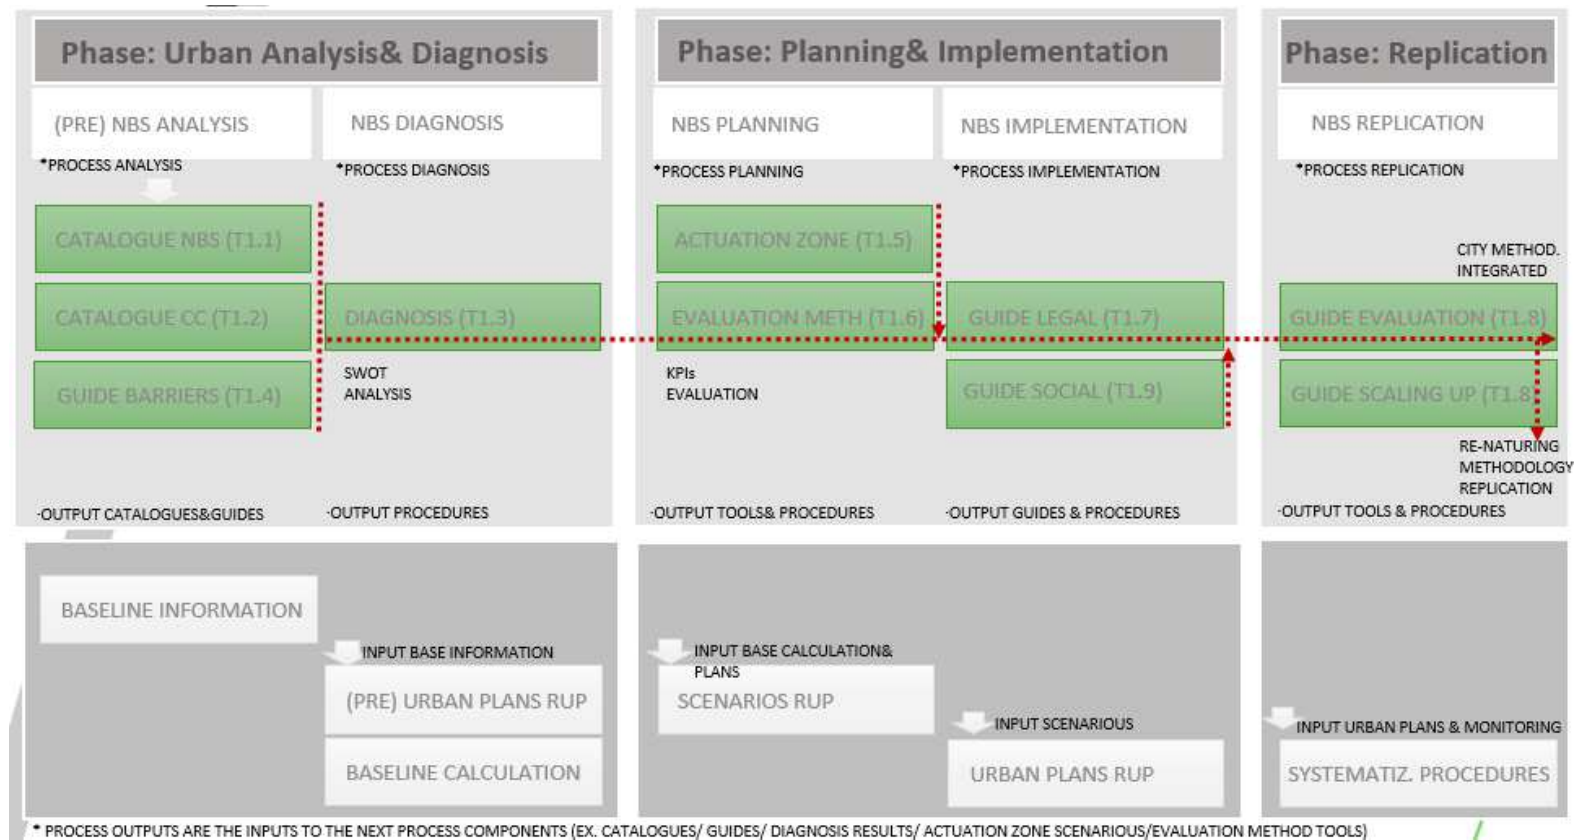 Phase: Urban Analysis& Diagnosis
(PRE) NBS ANALYSIS
NBS DIAGNOSIS
*PROCESS ANALYSIS
*PROCESS DIAGNOSIS
CATALOGUE NBS (T1.1)
CATALOGUE CC (T1.2)
DIAGNOSIS (T1.3)
GUIDE BARRIERS (T1.4)
SWOT
ANALYSIS
-OUTPUT CATALOGUES&GUIDES
-OUTPUT PROCEDURES
Phase: Planning& Implementation
NBS PLANNING
NBS IMPLEMENTATION
*PROCESS PLANNING
*PROCESS IMPLEMENTATION
ACTUATION ZONE (T1.5)
EVALUATION METH (T1.6)
GUIDE LEGAL (T1.7)
KPIs
EVALUATION
GUIDE SOCIAL (T1.9)
-OUTPUT TOOLS& PROCEDURES
-OUTPUT GUIDES & PROCEDURES
Phase: Replication
NBS REPLICATION
*PROCESS REPLICATION
CITY METHOD.
INTEGRATED
GUIDE EVALUATION (T1.8)
GUIDE SCALING UP (T1.8)
RE-NATURING
METHODOLOGY
REPLICATION
-OUTPUT TOOLS & PROCEDURES
BASELINE INFORMATION
INPUT BASE INFORMATION
(PRE) URBAN PLANS RUP
BASELINE CALCULATION
INPUT BASE CALCULATION&
PLANS
SCENARIOS RUP
INPUT SCENARIOUS
URBAN PLANS RUP
INPUT URBAN PLANS & MONITORING
SYSTEMATIZ. PROCEDURES
* PROCESS OUTPUTS ARE THE INPUTS TO THE NEXT PROCESS COMPONENTS (EX. CATALOGUES/ GUIDES/ DIAGNOSIS RESULTS/ ACTUATION ZONE SCENARIOUS/EVALUATION METHOD TOOLS)